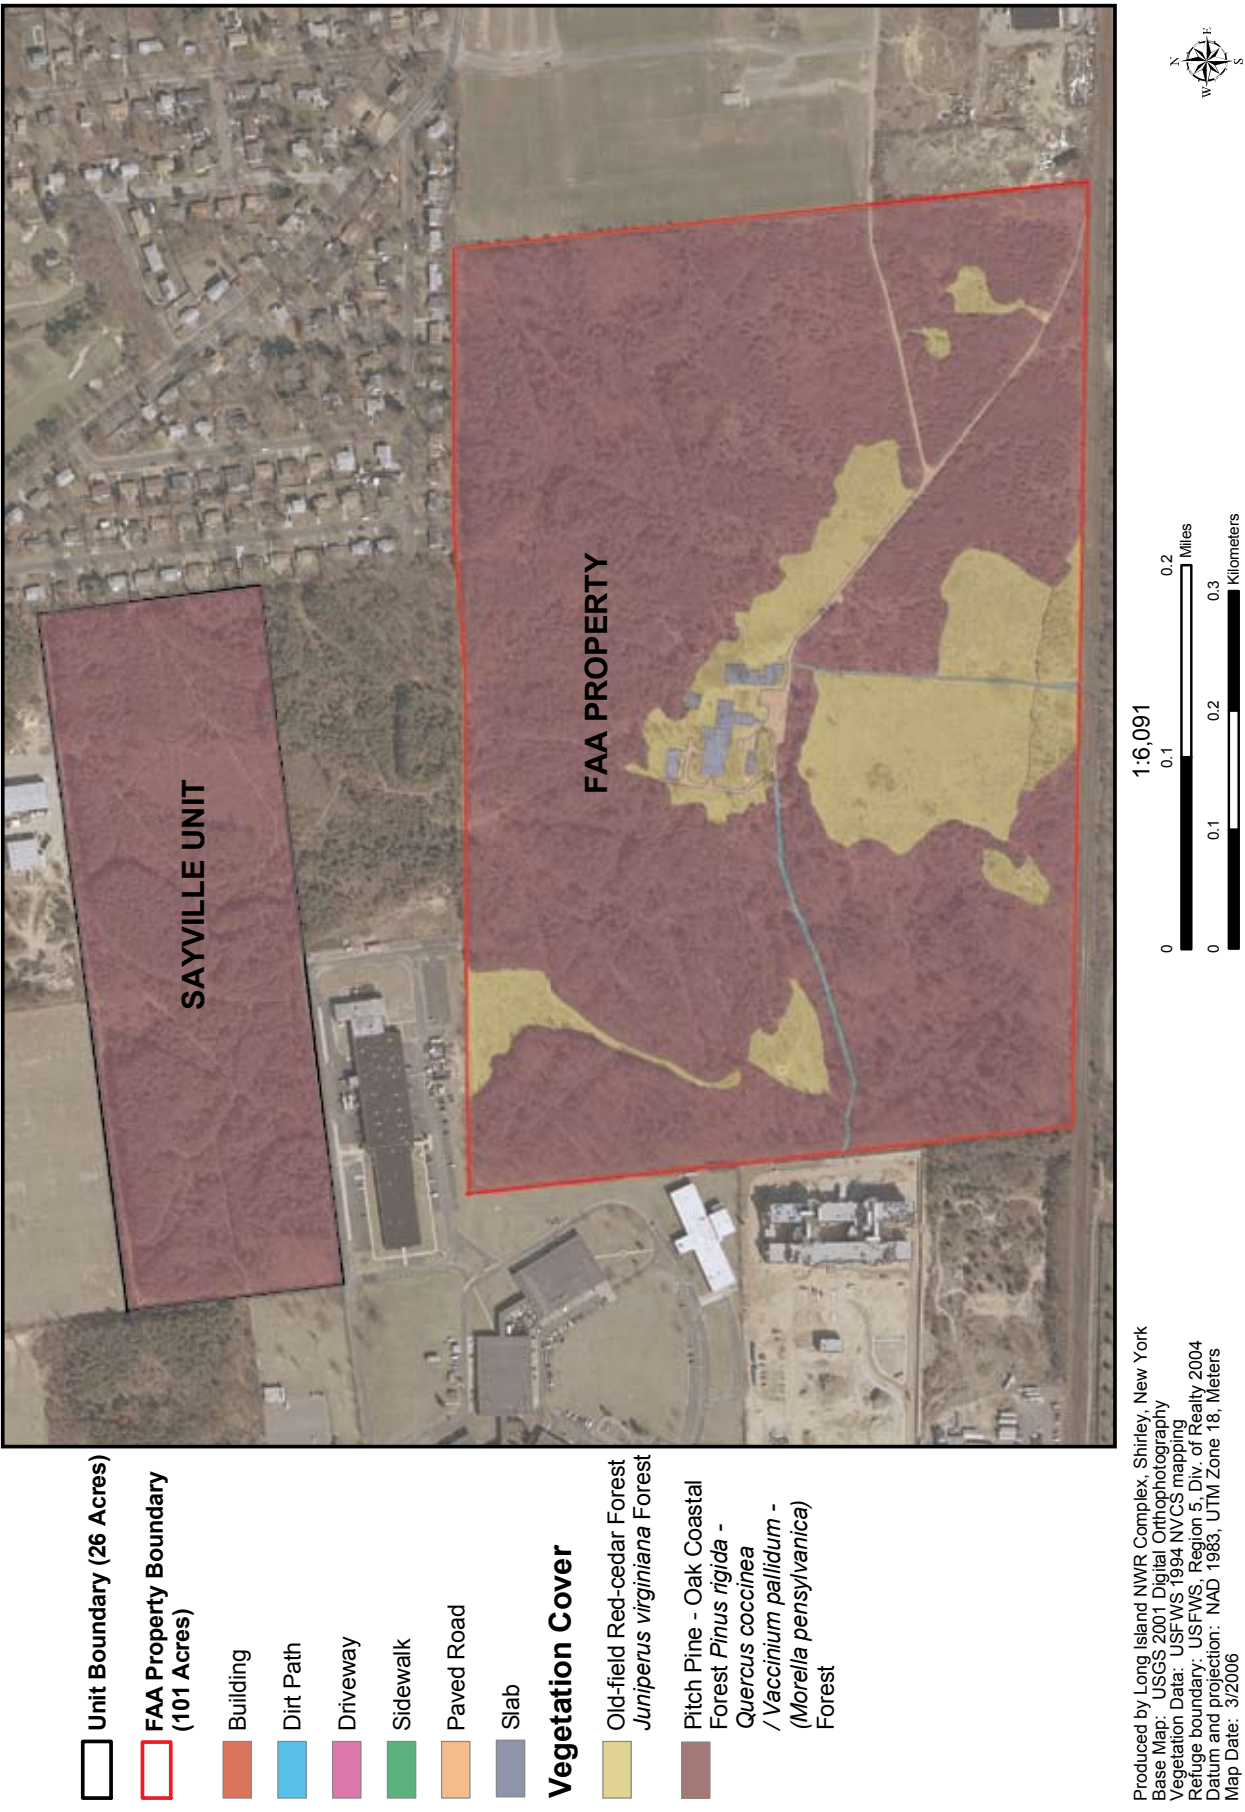 SAYVILLE UNIT
FAA PROPERTY
Unit Boundary (26 Acres)
FAA Property Boundary
(101 Acres)
Building
Dirt Path
Driveway
Sidewalk
Paved Road
Slab
Vegetation Cover
Old-field Red-cedar Forest
Juniperus virginiana Forest
Pitch Pine - Oak Coastal
Forest Pinus rigida -
Quercus coccinea
/ Vaccinium pallidum -
(Morella pensylvanica)
Forest
Produced by Long Island NWR Complex, Shirley, New York
Base Map: USGS 2001 Digital Orthophotography
Vegetation Data: USFWS 1994 NVCS mapping
Refuge boundary: USFWS, Region 5, Div. of Realty 2004
Datum and projection: NAD 1983, UTM Zone 18, Meters
Map Date: 3/2006
1:6,091
0 0.1 0.2
Miles
0 0.1 0.2 0.3
Kilometers
N
W E
S